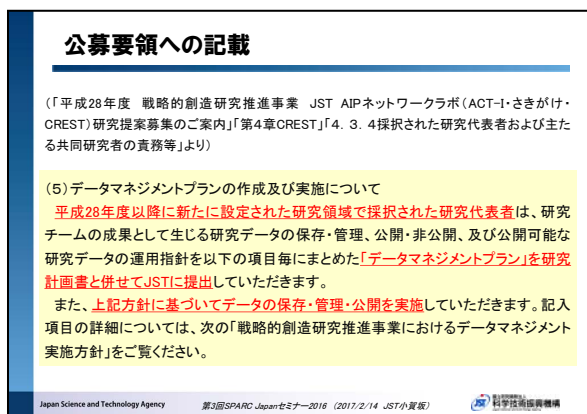 公募要領への記載
(「平成28年度 戦略的創造研究推進事業 JST AIPネットワークラボ(ACT-I・さきがけ・
CREST)研究提案募集のご案内」「第4章CREST」「4．3．4採択された研究代表者および主た
る共同研究者の責務等」より)
(5)データマネジメントプランの作成及び実施について
平成28年度以降に新たに設定された研究領域で採択された研究代表者は、研究
チームの成果として生じる研究データの保存・管理、公開・非公開、及び公開可能な
研究データの運用指針を以下の項目毎にまとめた「データマネジメントプラン」を研究
計画書と併せてJSTに提出していただきます。
また、上記方針に基づいてデータの保存・管理・公開を実施していただきます。記入
項目の詳細については、次の「戦略的創造研究推進事業におけるデータマネジメント
実施方針」をご覧ください。
Japan Science and Technology Agency
第3回SPARC Japanセミナー2016 (2017/2/14 JST小賀坂)
JST
国立研究開発法人
科学技術振興機構